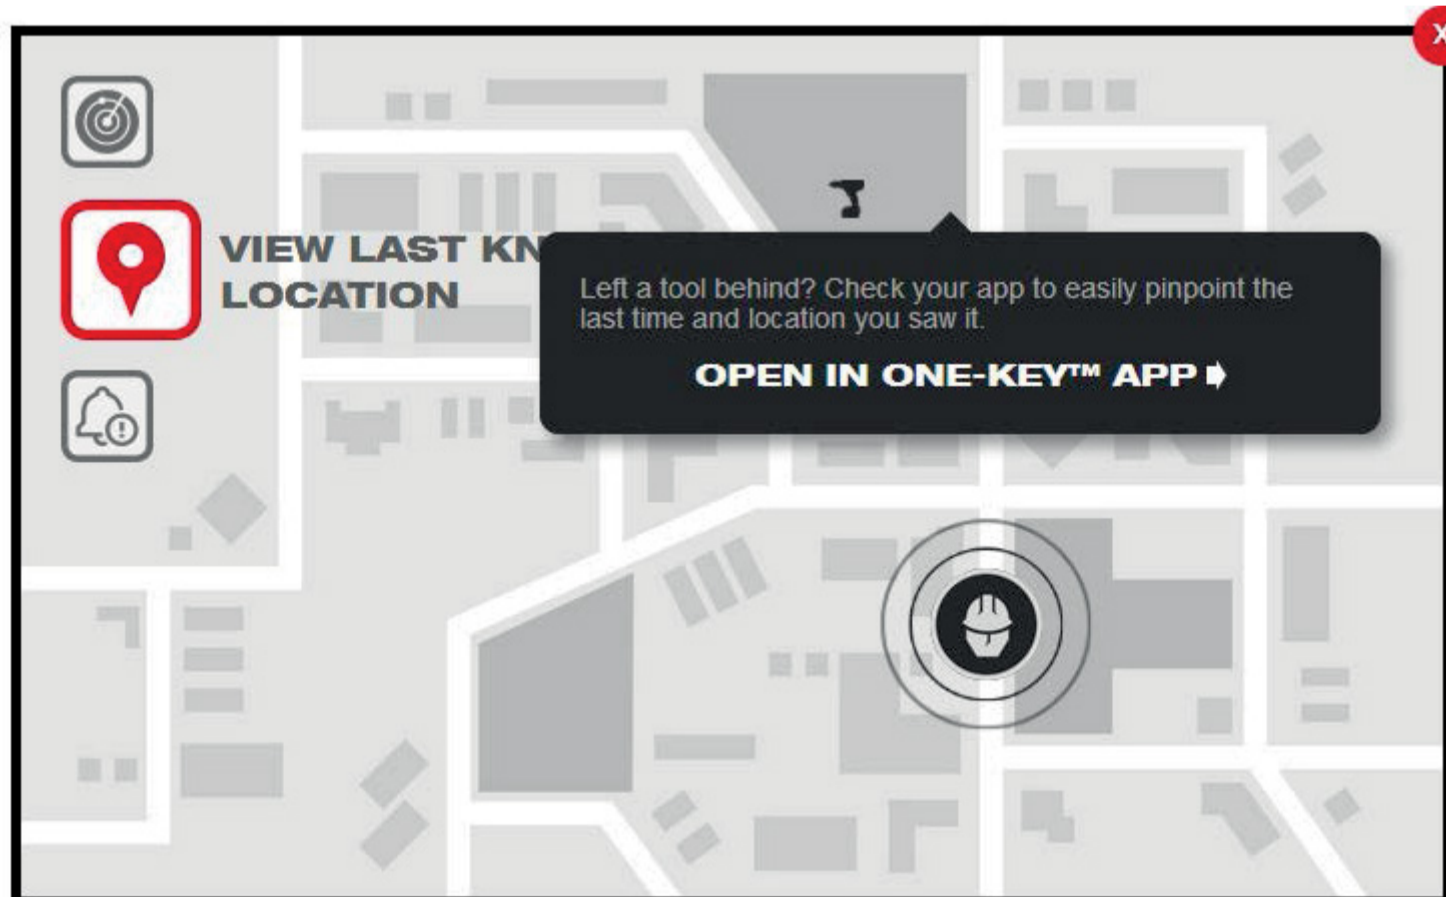 X
VIEW LAST KN
LOCATION
Left a tool behind? Check your app to easily pinpoint the
last time and location you saw it.
OPEN IN ONE-KEY™ APP